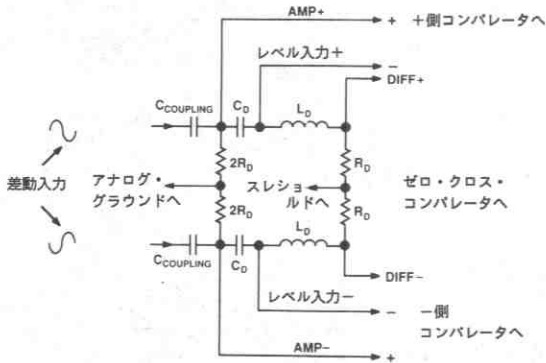 AMP+
+ +側コンパレータへ
レベル入力+
−
DIFF+
CCOUPLING
CD
LD
2RD
RD
差動入力
アナログ・
グラウンドへ
スレショ
ルドへ
ゼロ・クロス・
コンパレータへ
2RD
RD
LD
CCOUPLING
CD
DIFF−
レベル入力−
− −側
コンパレータへ
AMP−
+